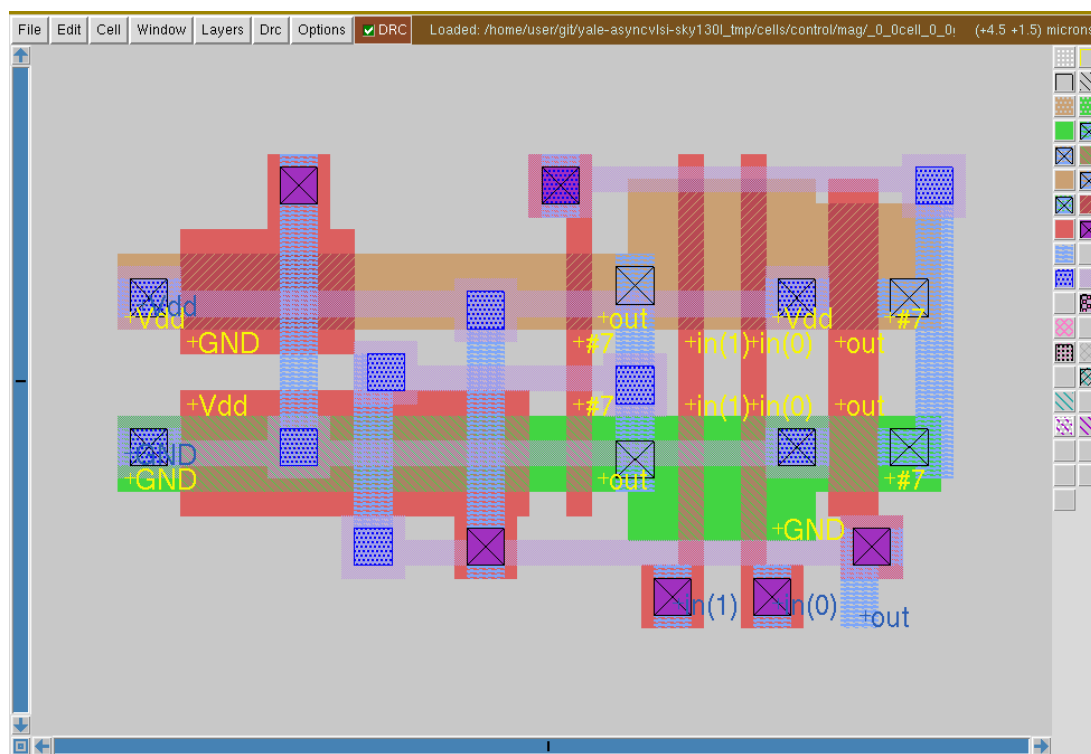 File Edit Cell Window Layers Drc Options DRC Loaded: /home/user/git/yale-asyncvlsi-sky130l_tmp/cells/control/mag/_0_0cell_0_0 (+4.5 +1.5) microns
+Vdd
+Vdd +out +Vdd +#7
+GND +#7 +in(1) +in(0) +out
+Vdd +#7 +in(1) +in(0) +out
+GND
+GND +out +#7
+GND
+in(1) +in(0) +out